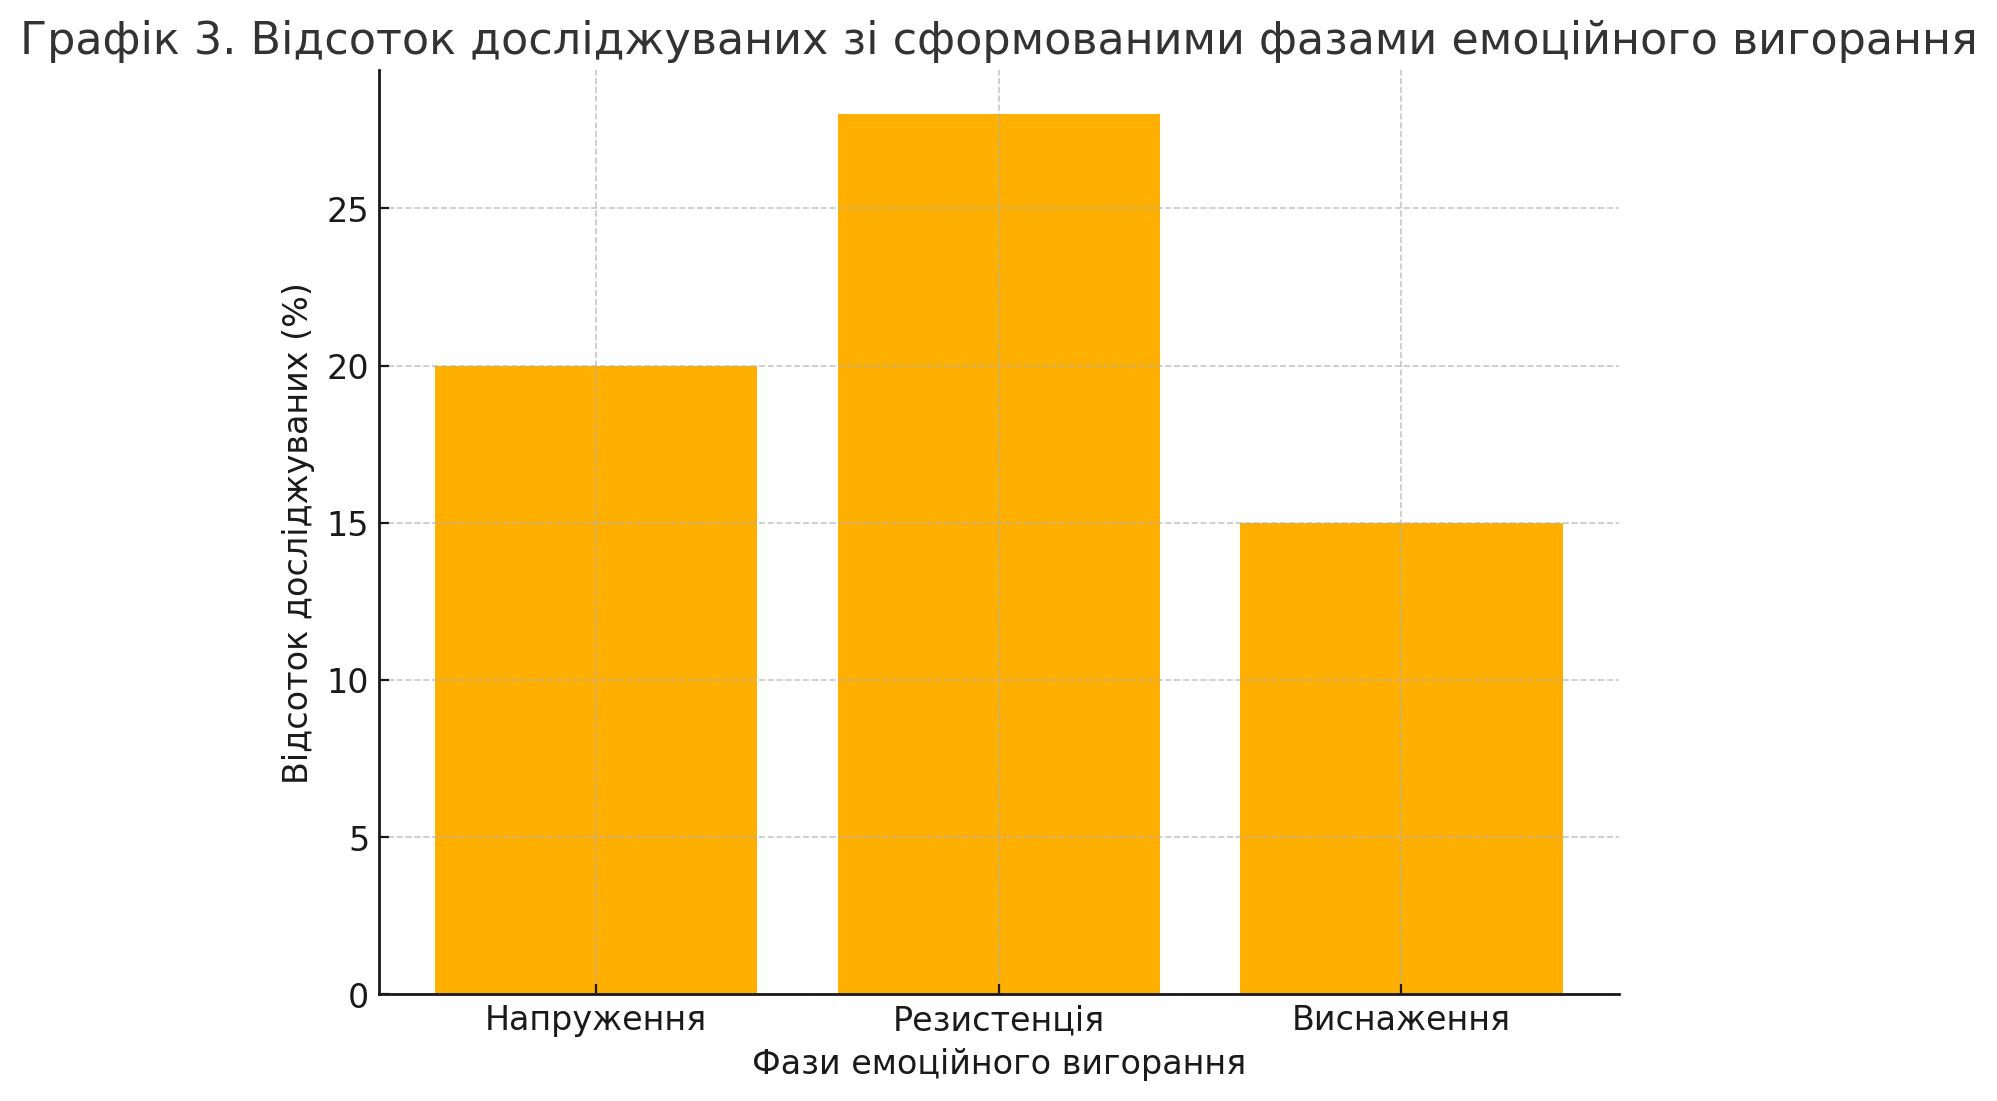 Графік 3. Відсоток досліджуваних зі сформованими фазами емоційного вигорання
Відсоток досліджуваних (%)
25
20
15
10
5
0
Напруження
Резистенція
Виснаження
Фази емоційного вигорання